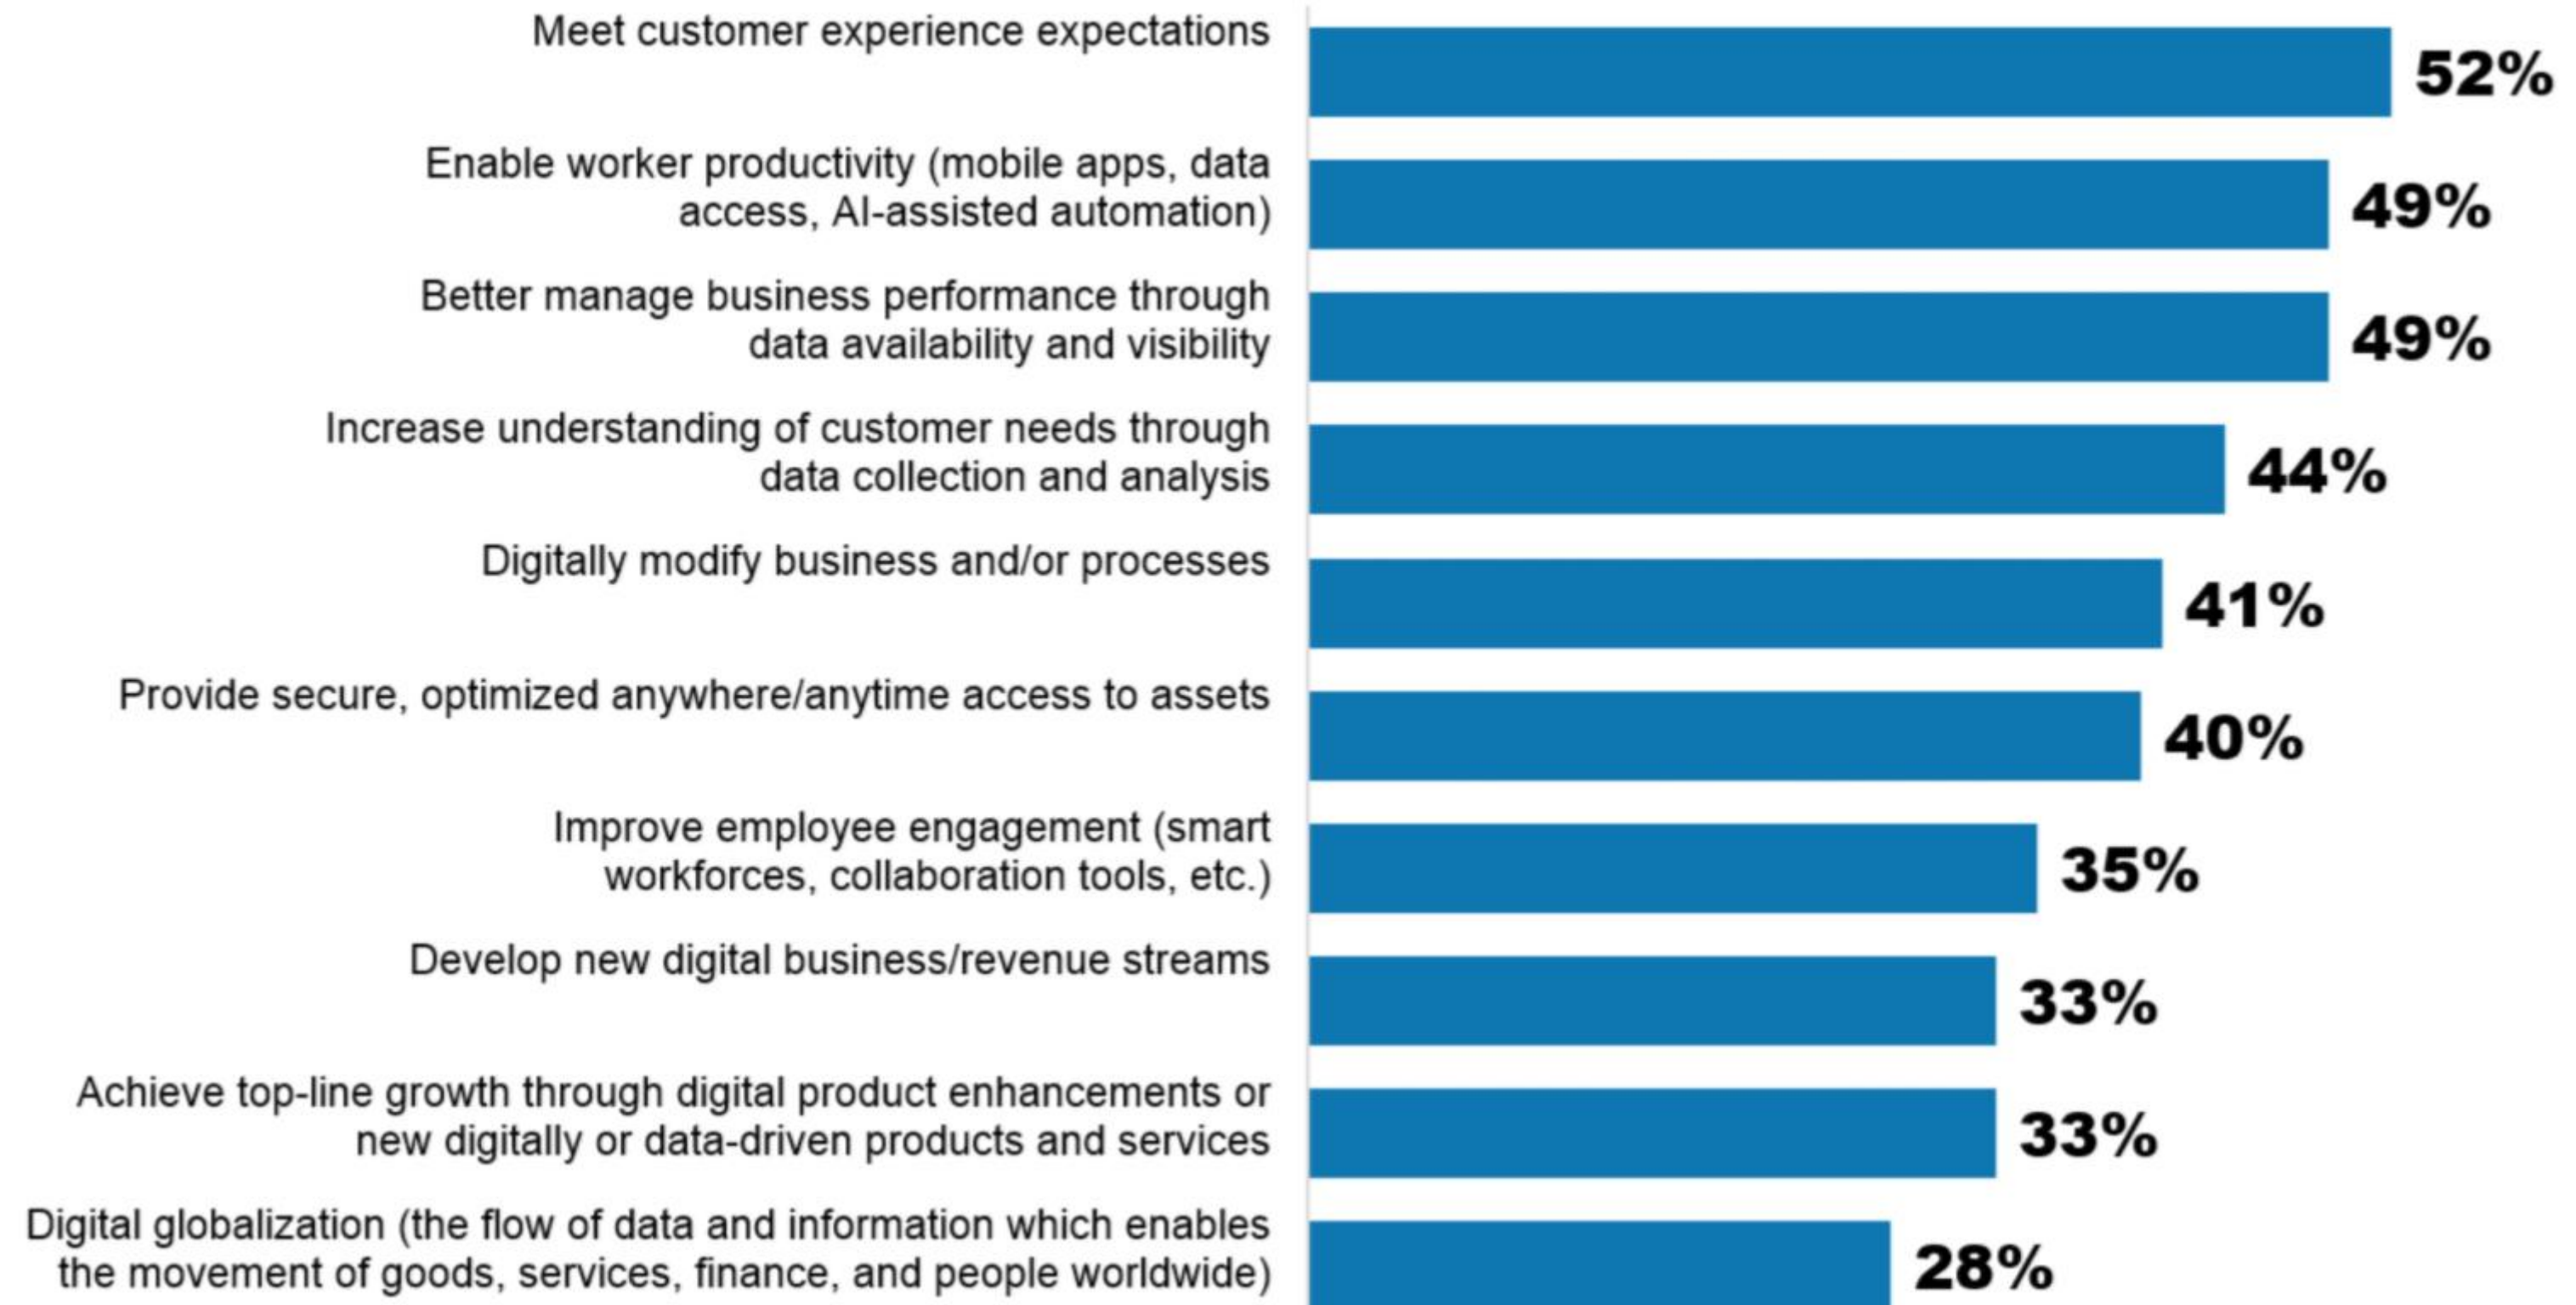 Meet customer experience expectations
52%
Enable worker productivity (mobile apps, data
access, AI-assisted automation)
49%
Better manage business performance through
data availability and visibility
49%
Increase understanding of customer needs through
data collection and analysis
44%
Digitally modify business and/or processes
41%
Provide secure, optimized anywhere/anytime access to assets
40%
Improve employee engagement (smart
workforces, collaboration tools, etc.)
35%
Develop new digital business/revenue streams
33%
Achieve top-line growth through digital product enhancements or
new digitally or data-driven products and services
33%
Digital globalization (the flow of data and information which enables
the movement of goods, services, finance, and people worldwide)
28%